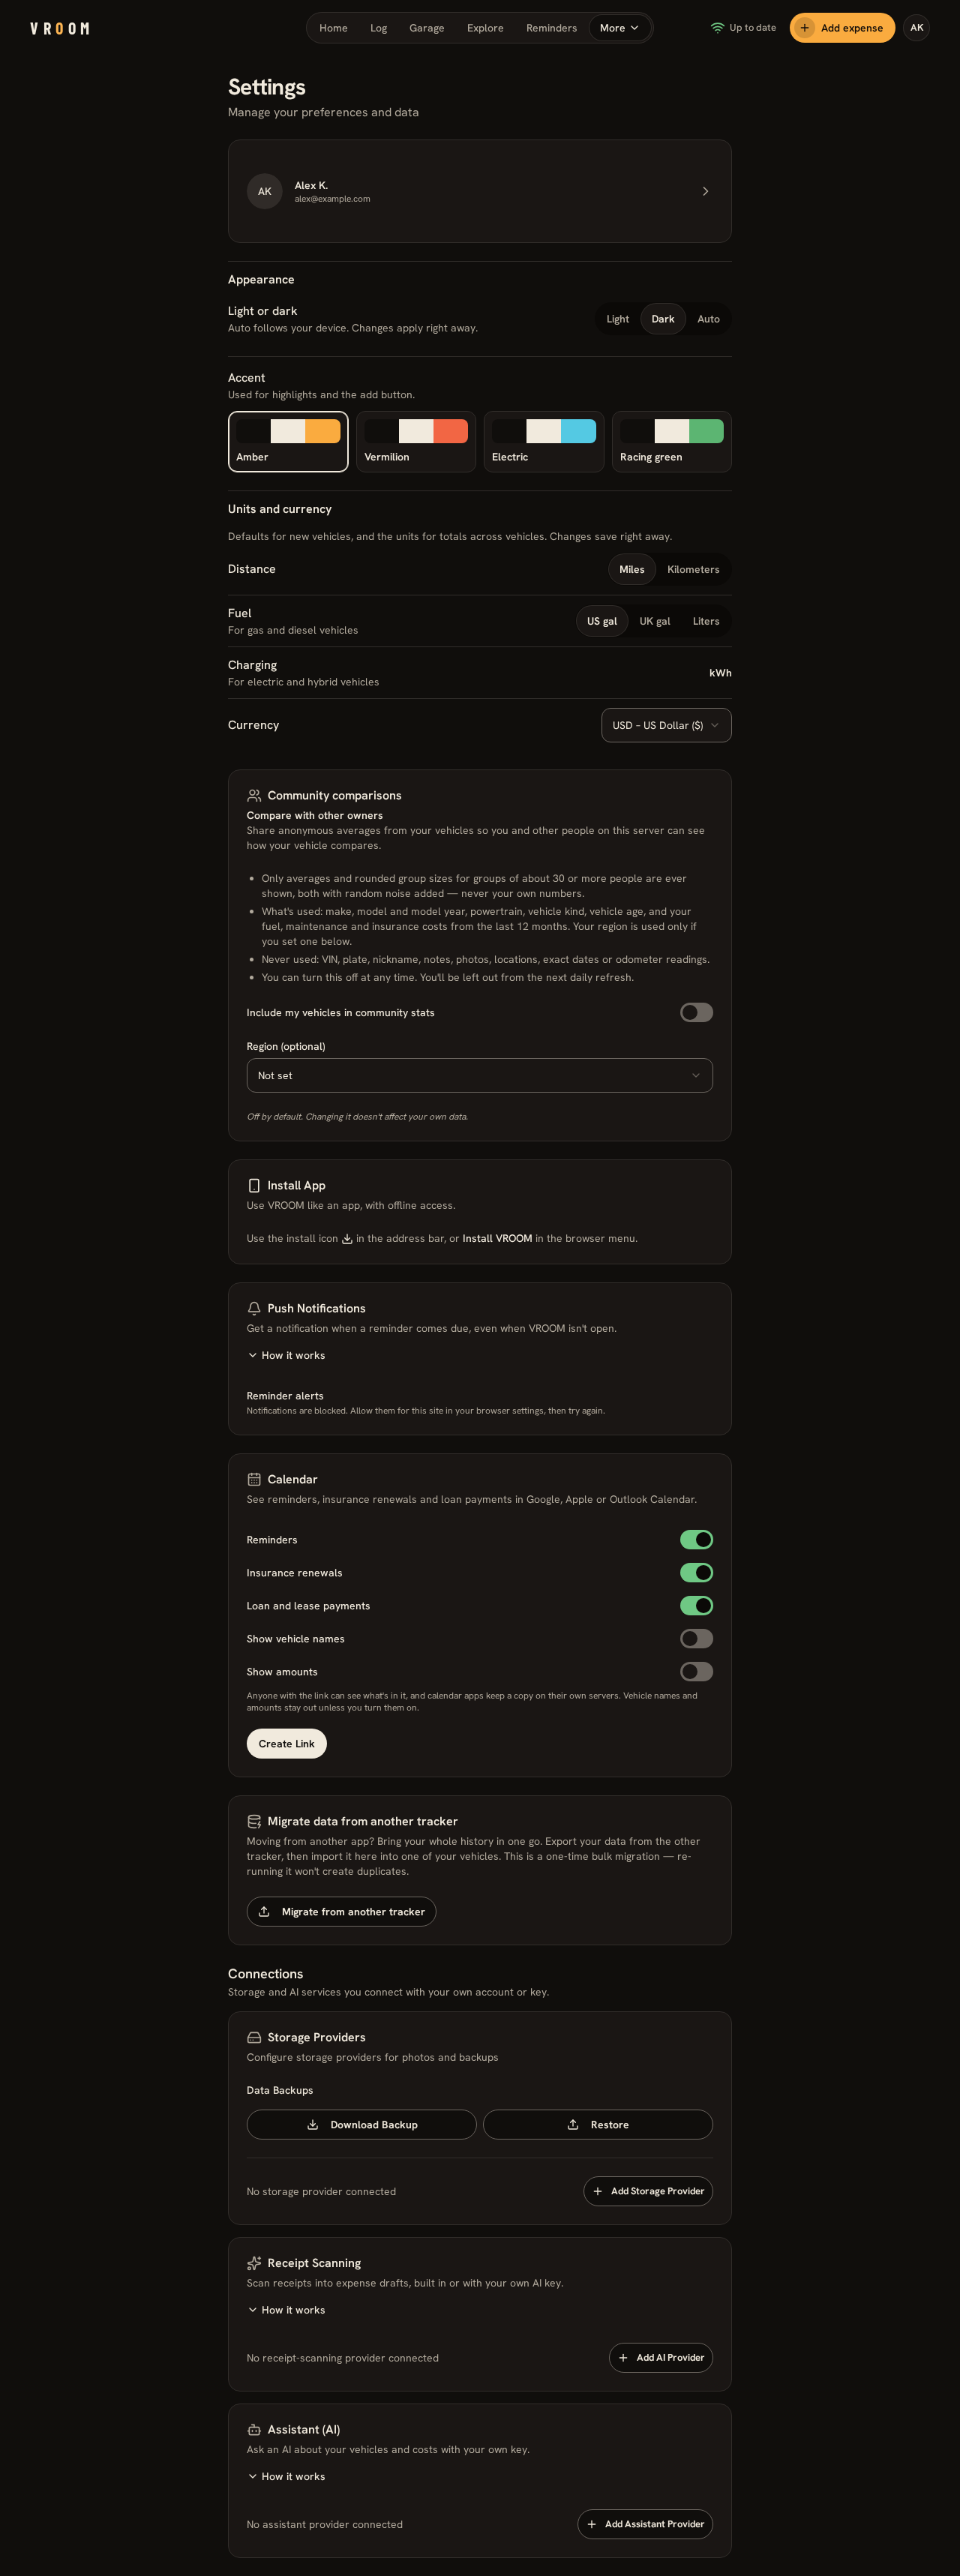 VROOM
Home Log Garage Explore Reminders More
Up to date
Add expense
AK
Settings
Manage your preferences and data
AK
Alex K.
alex@example.com
Appearance
Light or dark
Auto follows your device. Changes apply right away.
Light Dark Auto
Accent
Used for highlights and the add button.
Amber
Vermilion
Electric
Racing green
Units and currency
Defaults for new vehicles, and the units for totals across vehicles. Changes save right away.
Distance
Miles Kilometers
Fuel
For gas and diesel vehicles
US gal UK gal Liters
Charging
For electric and hybrid vehicles
kWh
Currency
USD – US Dollar ($)
Community comparisons
Compare with other owners
Share anonymous averages from your vehicles so you and other people on this server can see
how your vehicle compares.
• Only averages and rounded group sizes for groups of about 30 or more people are ever
shown, both with random noise added — never your own numbers.
• What's used: make, model and model year, powertrain, vehicle kind, vehicle age, and your
fuel, maintenance and insurance costs from the last 12 months. Your region is used only if
you set one below.
• Never used: VIN, plate, nickname, notes, photos, locations, exact dates or odometer readings.
• You can turn this off at any time. You'll be left out from the next daily refresh.
Include my vehicles in community stats
Region (optional)
Not set
Off by default. Changing it doesn't affect your own data.
Install App
Use VROOM like an app, with offline access.
Use the install icon in the address bar, or Install VROOM in the browser menu.
Push Notifications
Get a notification when a reminder comes due, even when VROOM isn't open.
How it works
Reminder alerts
Notifications are blocked. Allow them for this site in your browser settings, then try again.
Calendar
See reminders, insurance renewals and loan payments in Google, Apple or Outlook Calendar.
Reminders
Insurance renewals
Loan and lease payments
Show vehicle names
Show amounts
Anyone with the link can see what's in it, and calendar apps keep a copy on their own servers. Vehicle names and
amounts stay out unless you turn them on.
Create Link
Migrate data from another tracker
Moving from another app? Bring your whole history in one go. Export your data from the other
tracker, then import it here into one of your vehicles. This is a one-time bulk migration — re-
running it won't create duplicates.
Migrate from another tracker
Connections
Storage and AI services you connect with your own account or key.
Storage Providers
Configure storage providers for photos and backups
Data Backups
Download Backup
Restore
No storage provider connected
Add Storage Provider
Receipt Scanning
Scan receipts into expense drafts, built in or with your own AI key.
How it works
No receipt-scanning provider connected
Add AI Provider
Assistant (AI)
Ask an AI about your vehicles and costs with your own key.
How it works
No assistant provider connected
Add Assistant Provider